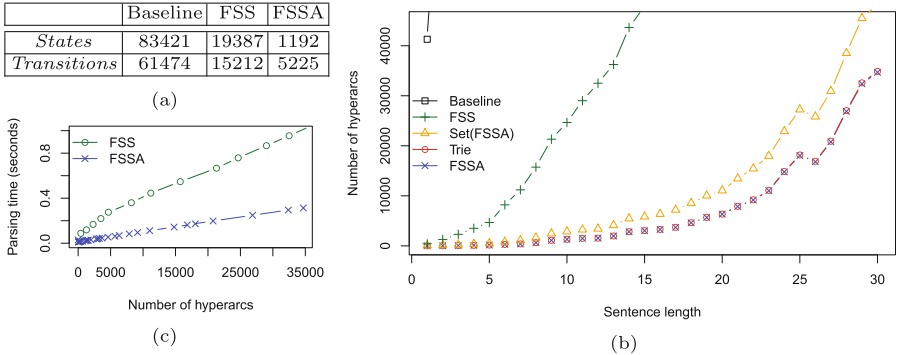 Baseline FSS FSSA
States 83421 19387 1192
Transitions 61474 15212 5225
(a)
Parsing time (seconds)
0.8
0.4
0.0
FSS
FSSA
0 5000 15000 25000 35000
Number of hyperarcs
(c)
Number of hyperarcs
40000
30000
20000
10000
0
Baseline
FSS
Set(FSSA)
Trie
FSSA
0 5 10 15 20 25 30
Sentence length
(b)